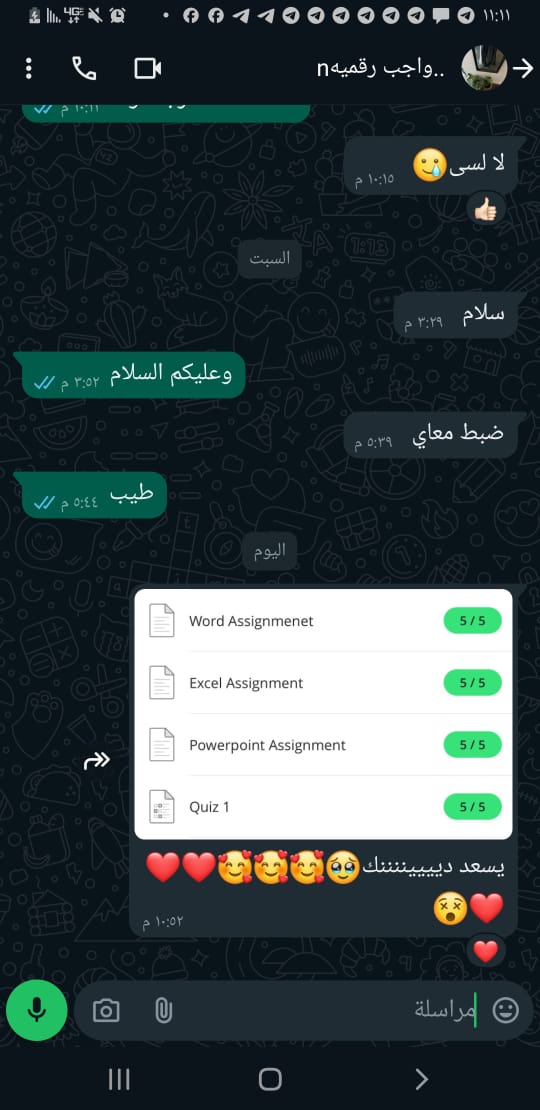 ١١:١١
واجب رقميهn..
١٠:١١ م
لا لسى🥲
١٠:١٥ م
السبت
سلام
٣:٢٩ م
وعليكم السلام
٣:٥٢ م
ضبط معاي
٥:٣٩ م
طيب
٥:٤٤ م
اليوم
Word Assignmenet 5 / 5
Excel Assignment 5 / 5
Powerpoint Assignment 5 / 5
Quiz 1 5 / 5
يسعد دييييننننك🥹🥰🥰🥰❤️❤️
❤️😵
١٠:٥٢ م
مراسلة